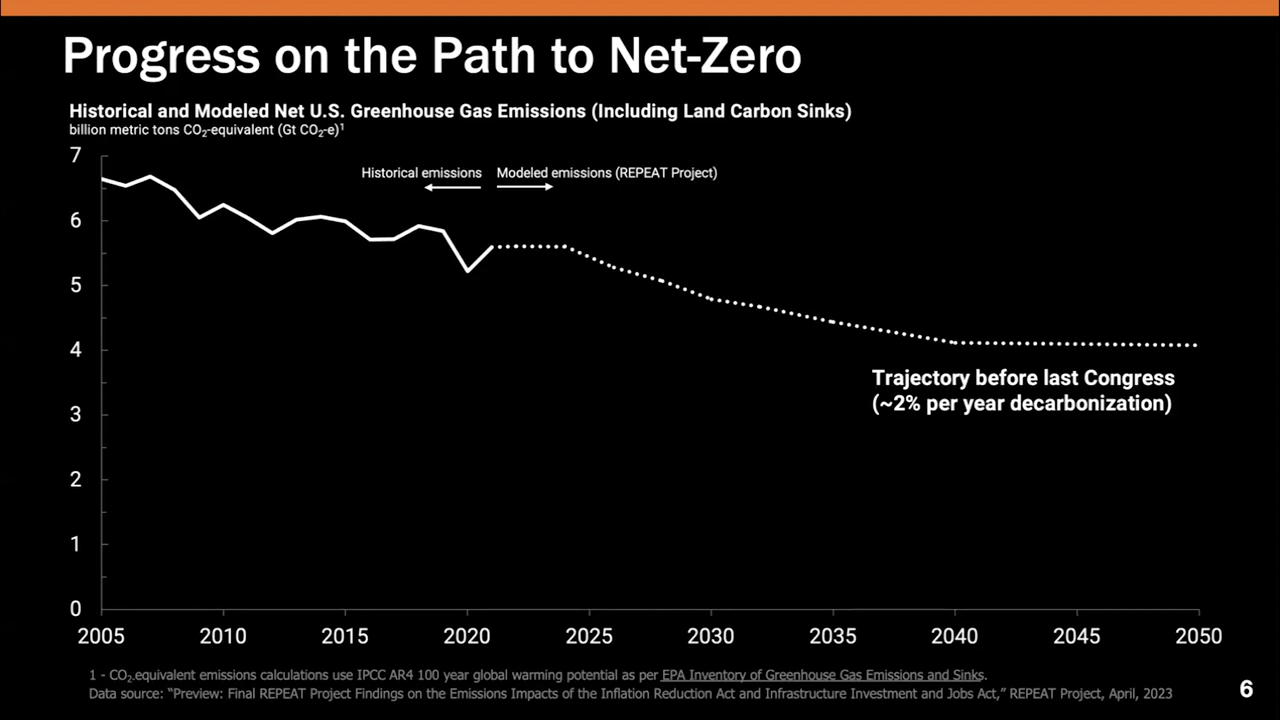 Progress on the Path to Net-Zero
Historical and Modeled Net U.S. Greenhouse Gas Emissions (Including Land Carbon Sinks)
billion metric tons CO₂-equivalent (Gt CO₂-e)¹
7
Historical emissions
Modeled emissions (REPEAT Project)
6
5
4
Trajectory before last Congress
(~2% per year decarbonization)
3
2
1
0
2005 2010 2015 2020 2025 2030 2035 2040 2045 2050
1 - CO₂-equivalent emissions calculations use IPCC AR4 100 year global warming potential as per EPA Inventory of Greenhouse Gas Emissions and Sinks.
Data source: “Preview: Final REPEAT Project Findings on the Emissions Impacts of the Inflation Reduction Act and Infrastructure Investment and Jobs Act,” REPEAT Project, April, 2023
6